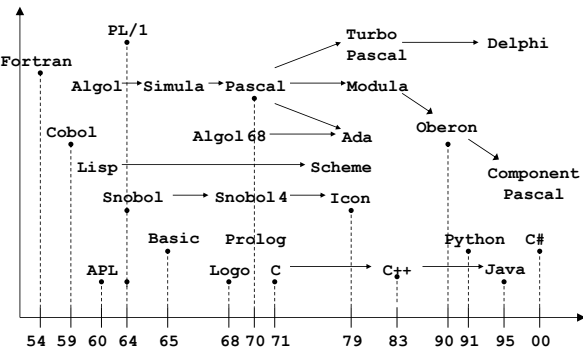 PL/1
Turbo
Pascal
Delphi
Fortran
Algol
Simula
Pascal
Modula
Cobol
Algol 68
Ada
Oberon
Lisp
Scheme
Component
Pascal
Snobol
Snobol 4
Icon
Basic
Prolog
Python
C#
APL
Logo
C
C++
Java
54 59 60 64 65 68 70 71 79 83 90 91 95 00